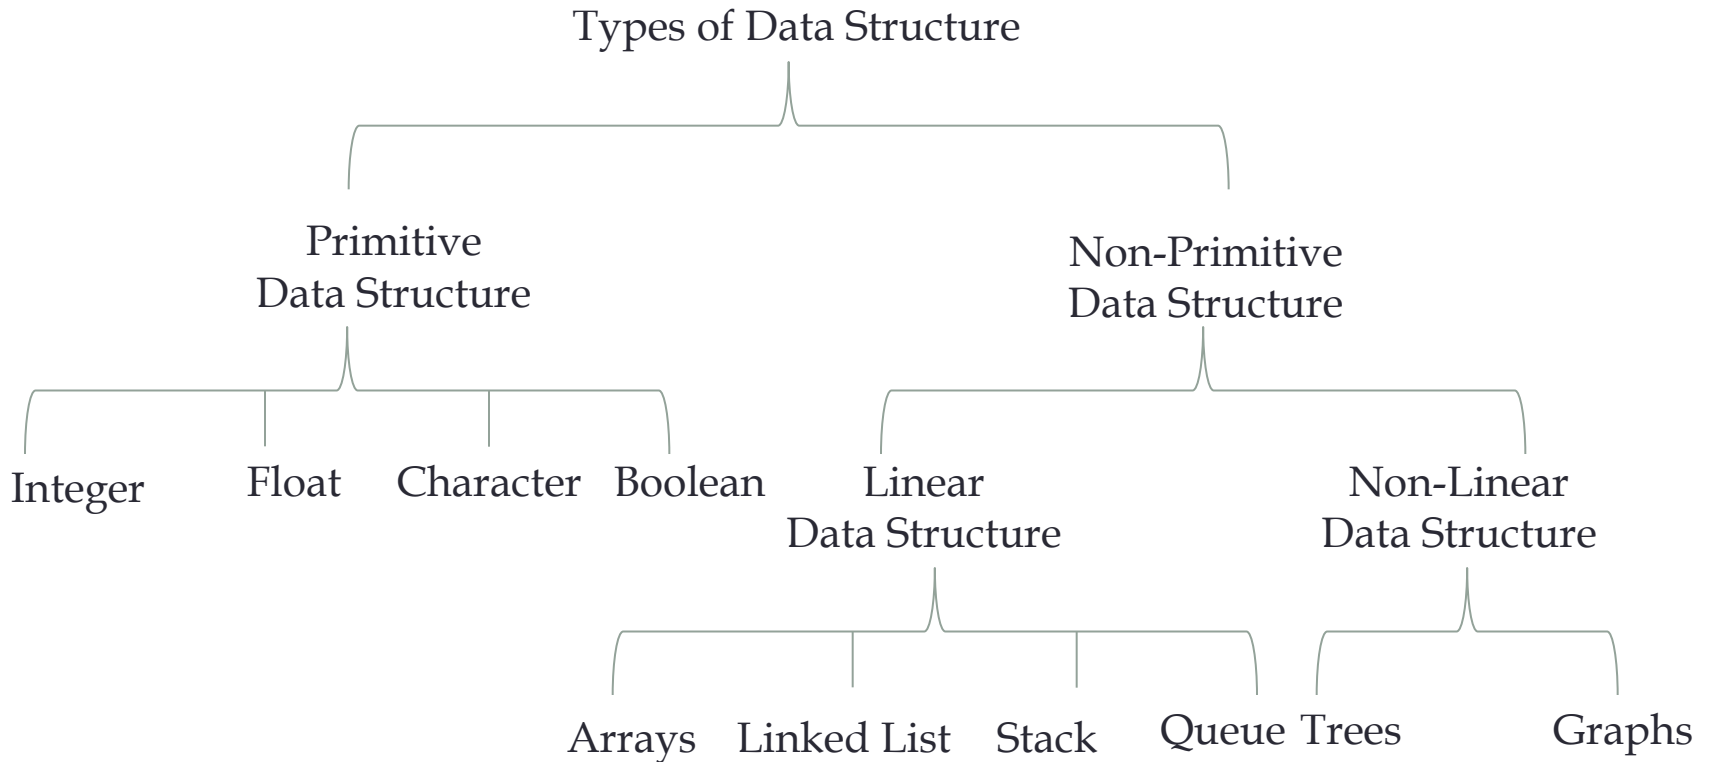 Types of Data Structure
Primitive
Data Structure
Non-Primitive
Data Structure
Integer
Float
Character
Boolean
Linear
Data Structure
Non-Linear
Data Structure
Arrays
Linked List
Stack
Queue
Trees
Graphs